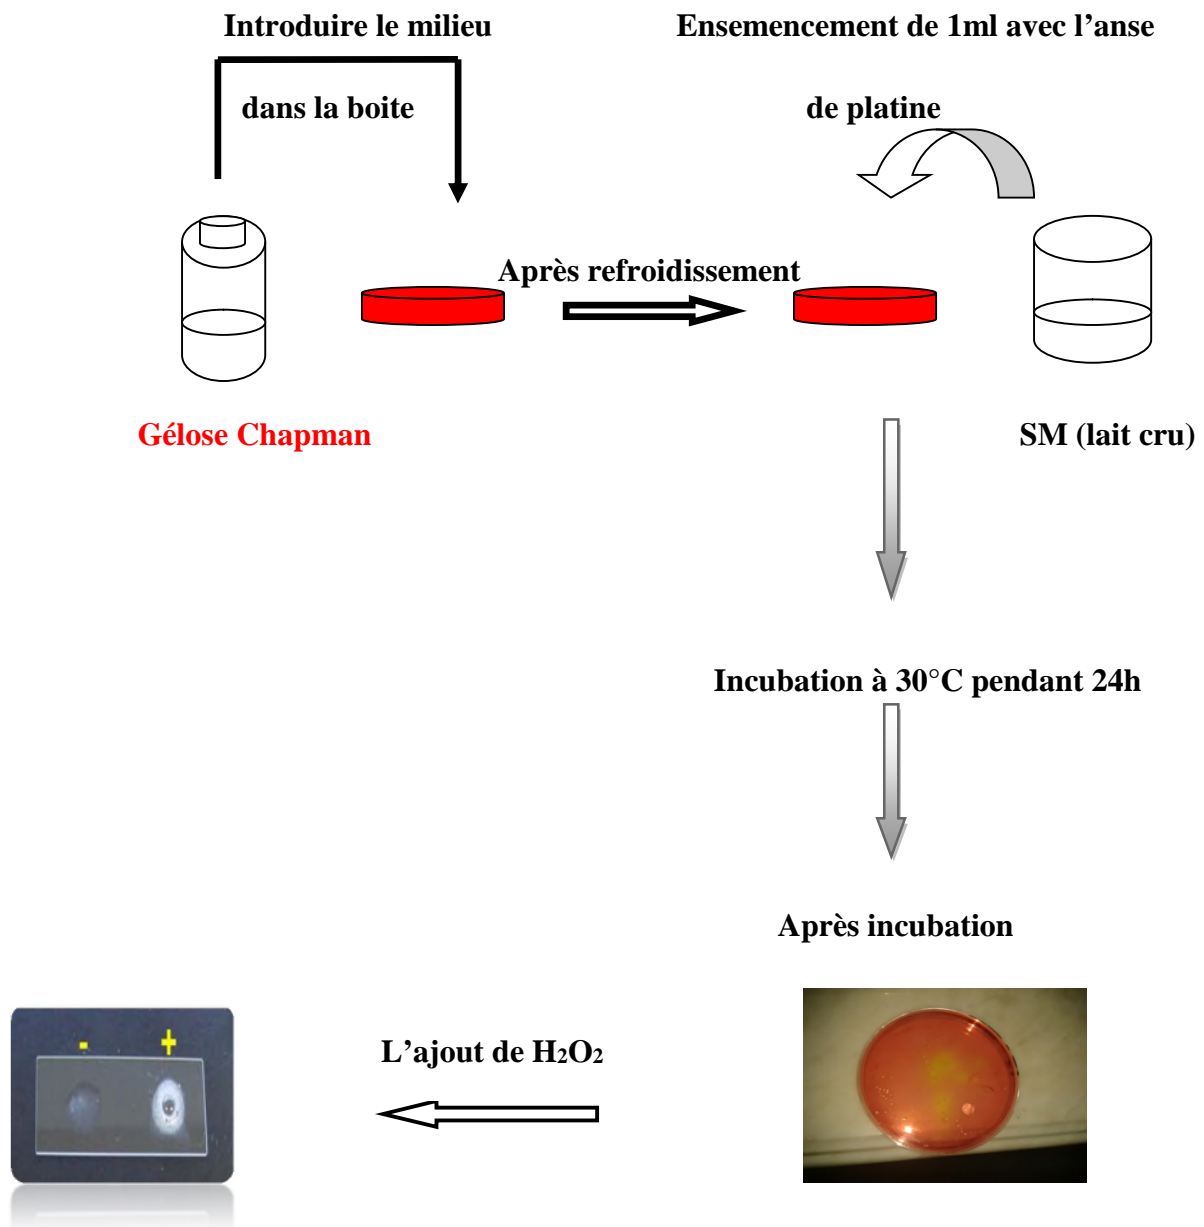 Introduire le milieu
dans la boite
Ensemencement de 1ml avec l'anse
de platine
Après refroidissement
Gélose Chapman
SM (lait cru)
Incubation à 30°C pendant 24h
Après incubation
L'ajout de H₂O₂
- +